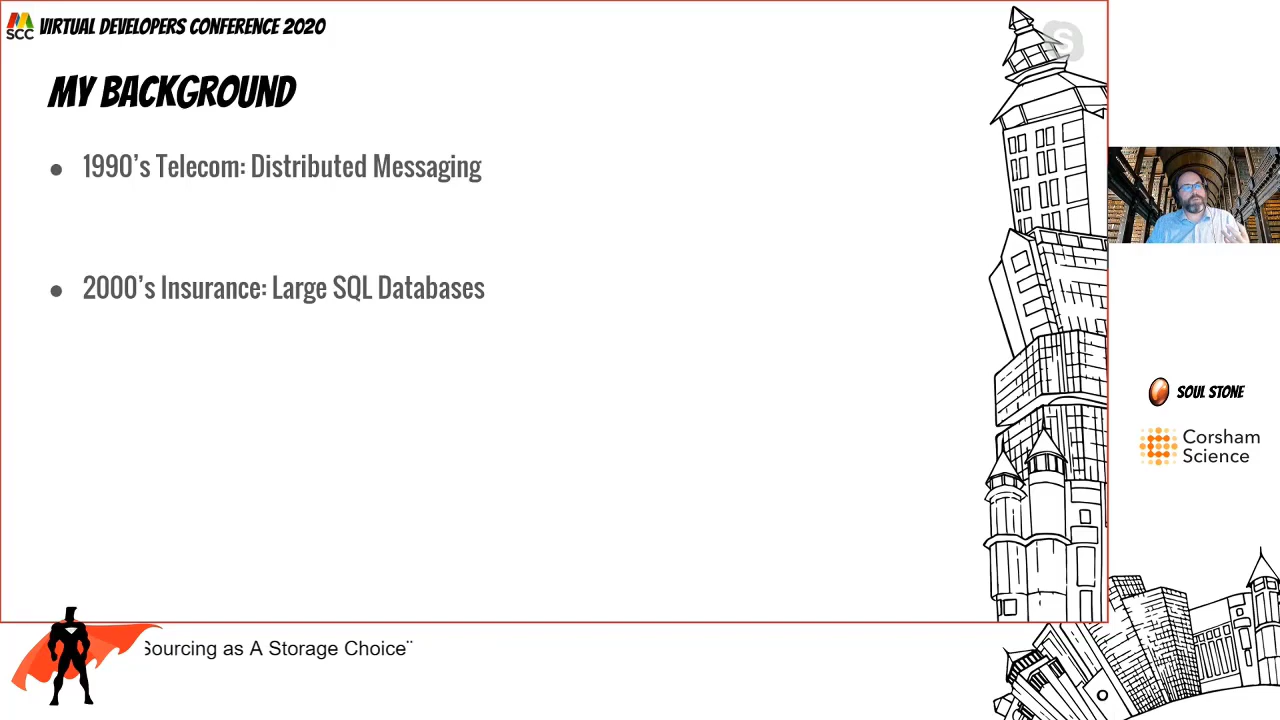 SCC
VIRTUAL DEVELOPERS CONFERENCE 2020
S
MY BACKGROUND
● 1990's Telecom: Distributed Messaging
● 2000's Insurance: Large SQL Databases
SOUL STONE
Corsham
Science
Sourcing as A Storage Choice¨